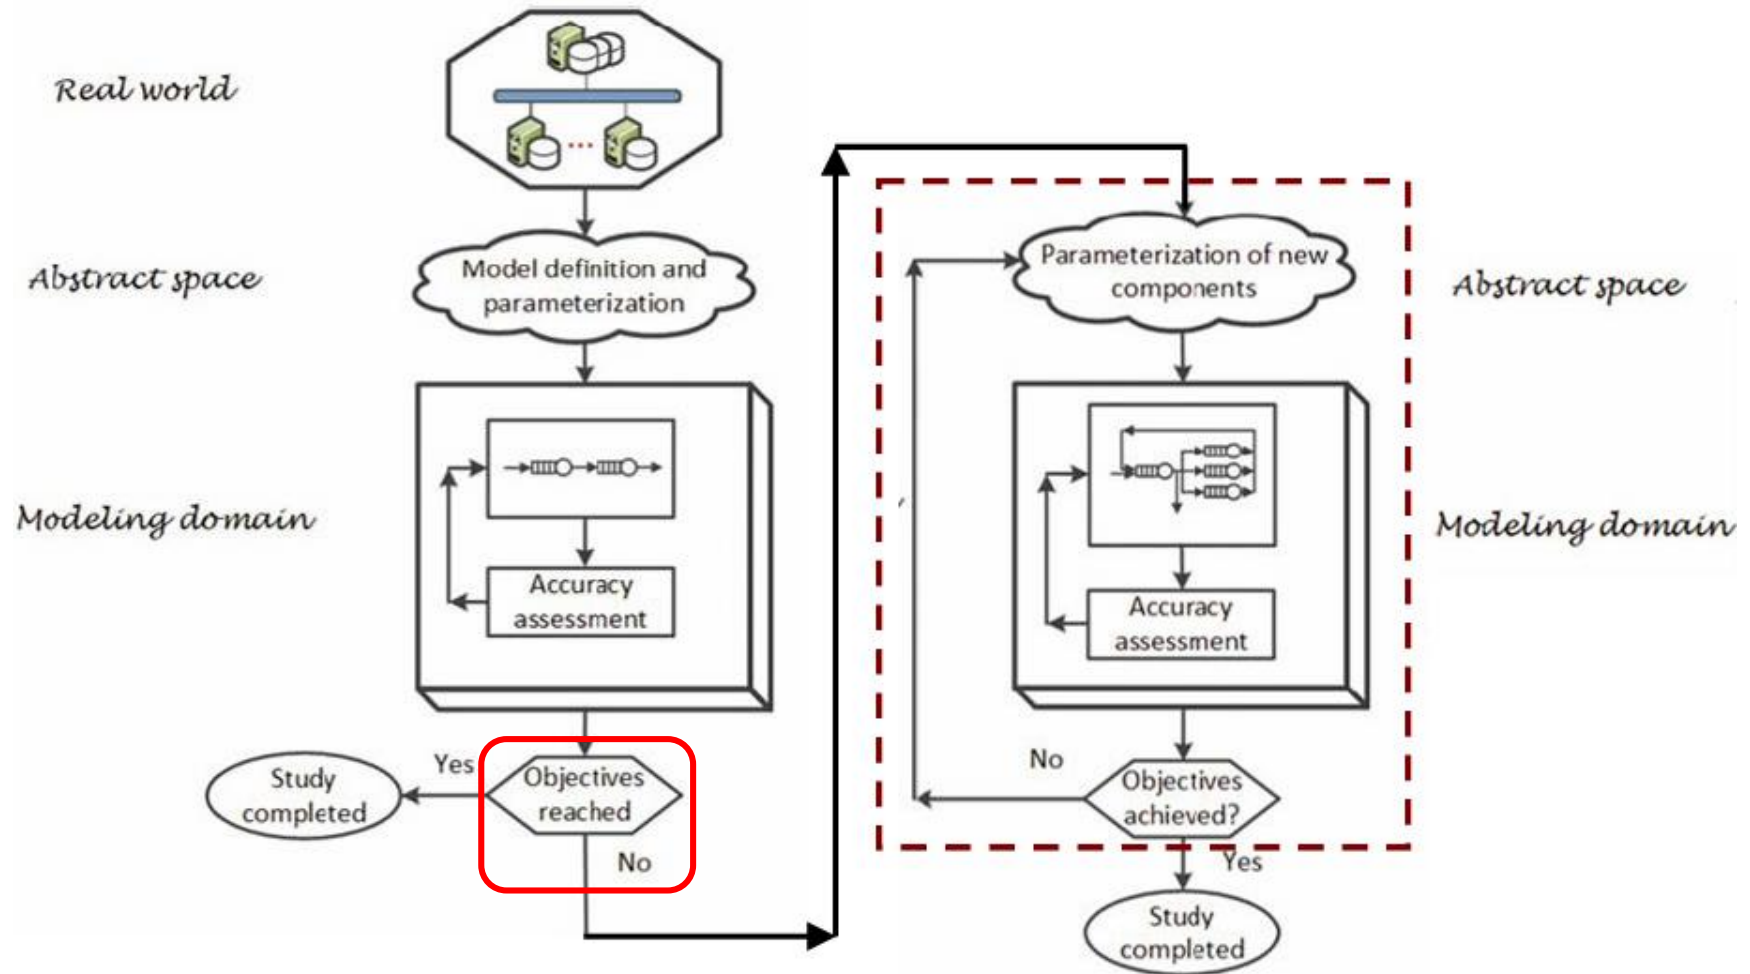 Real world
Abstract space
Model definition and
parameterization
Modeling domain
Accuracy
assessment
Yes
Objectives
reached
Study
completed
No
Parameterization of new
components
Abstract space
Modeling domain
Accuracy
assessment
No
Objectives
achieved?
Yes
Study
completed